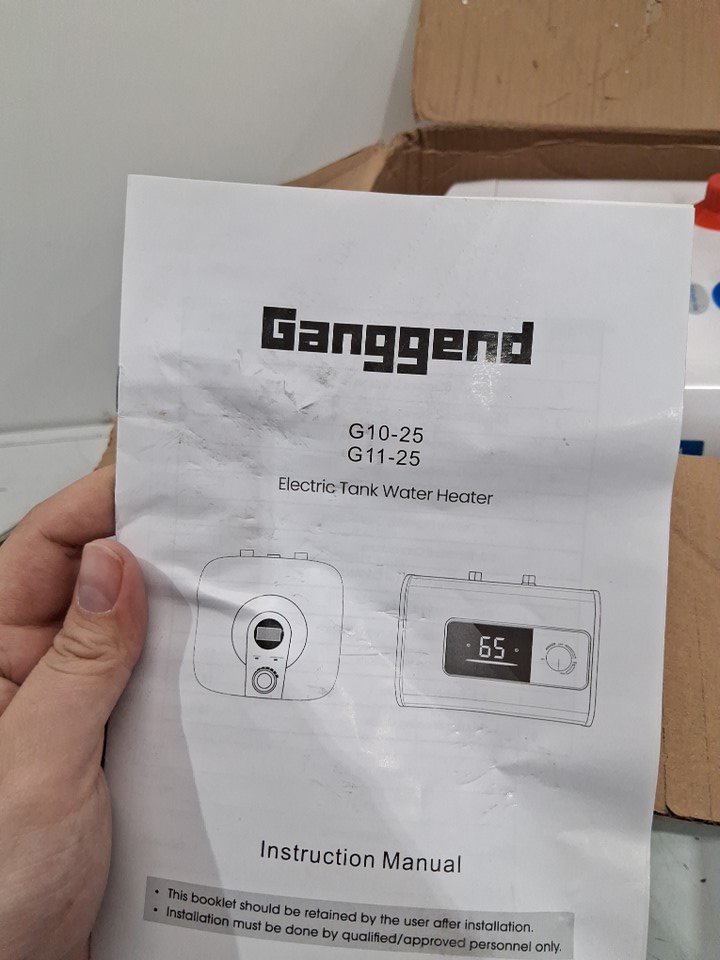 Ganggend
G10-25
G11-25
Electric Tank Water Heater
65
Instruction Manual
• This booklet should be retained by the user after installation.
• Installation must be done by qualified/approved personnel only.